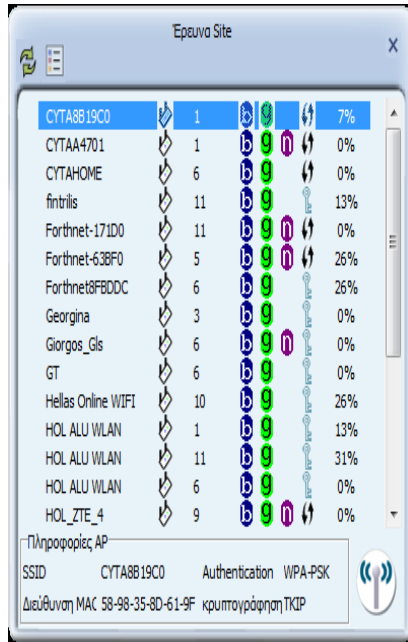 Έρευνα Site
CYTA8B19C0 1 b g 7%
CYTAA4701 1 b g n 0%
CYTAHOME 6 b g 0%
fintrilis 11 b g 13%
Forthnet-171D0 11 b g n 0%
Forthnet-63BF0 5 b g n 26%
Forthnet8FBDDC 6 b g 26%
Georgina 3 b g 0%
Giorgos_Gls 6 b g n 0%
GT 6 b g 0%
Hellas Online WIFI 10 b g 26%
HOL ALU WLAN 1 b g 13%
HOL ALU WLAN 11 b g 31%
HOL ALU WLAN 6 b g 0%
HOL_ZTE_4 9 b g n 0%
Πληροφορίες AP
SSID CYTA8B19C0 Authentication WPA-PSK
Διεύθυνση MAC 58-98-35-8D-61-9F κρυπτογράφηση TKIP